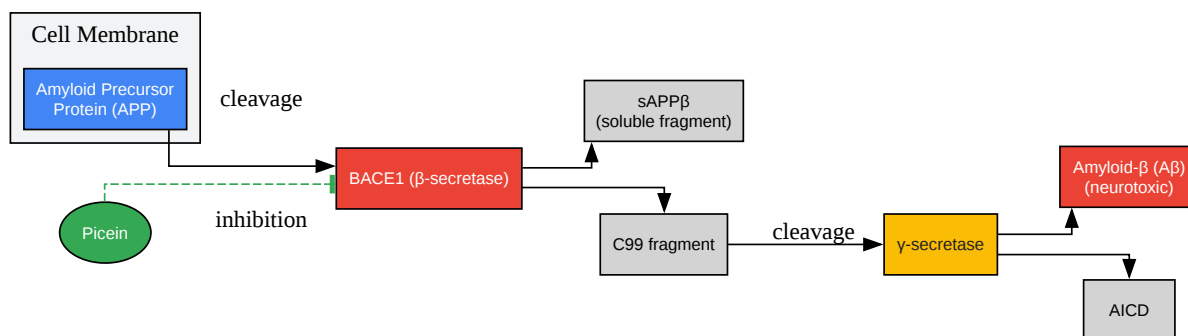 Cell Membrane
Amyloid Precursor
Protein (APP)
cleavage
sAPPβ
(soluble fragment)
BACE1 (β-secretase)
Amyloid-β (Aβ)
(neurotoxic)
inhibition
Picein
C99 fragment
cleavage
γ-secretase
AICD